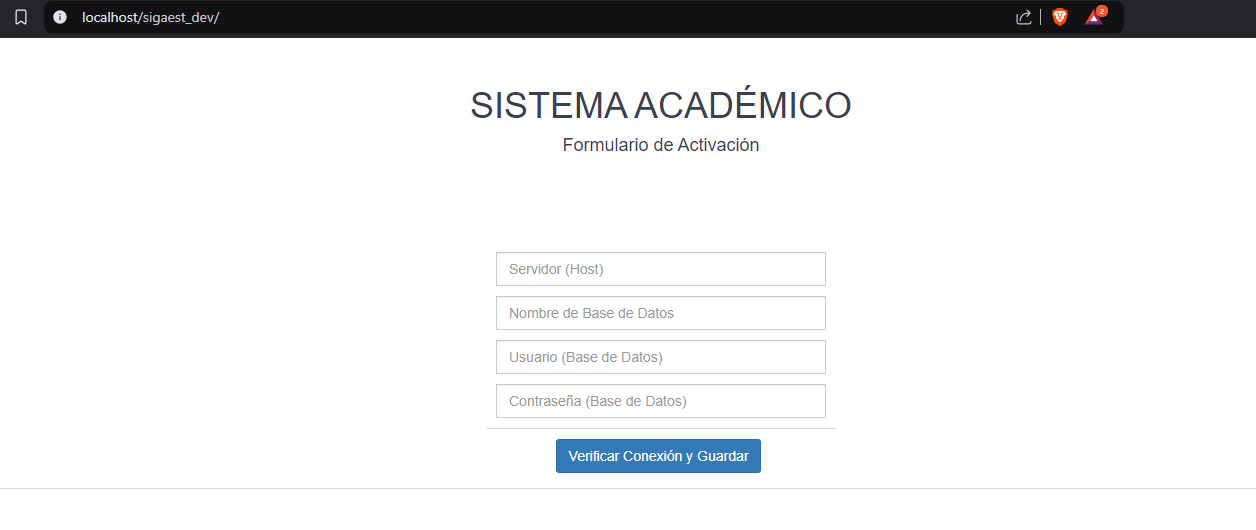 localhost/sigaest_dev/
2
SISTEMA ACADÉMICO
Formulario de Activación
Servidor (Host)
Nombre de Base de Datos
Usuario (Base de Datos)
Contraseña (Base de Datos)
Verificar Conexión y Guardar